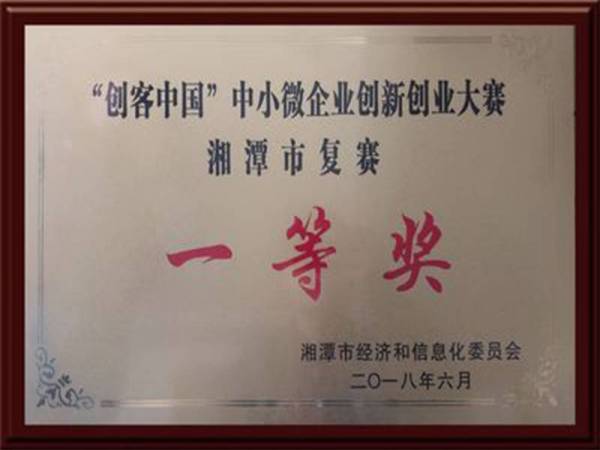 “创客中国”中小微企业创新创业大赛
湘潭市复赛
一等奖
湘潭市经济和信息化委员会
二〇一八年六月